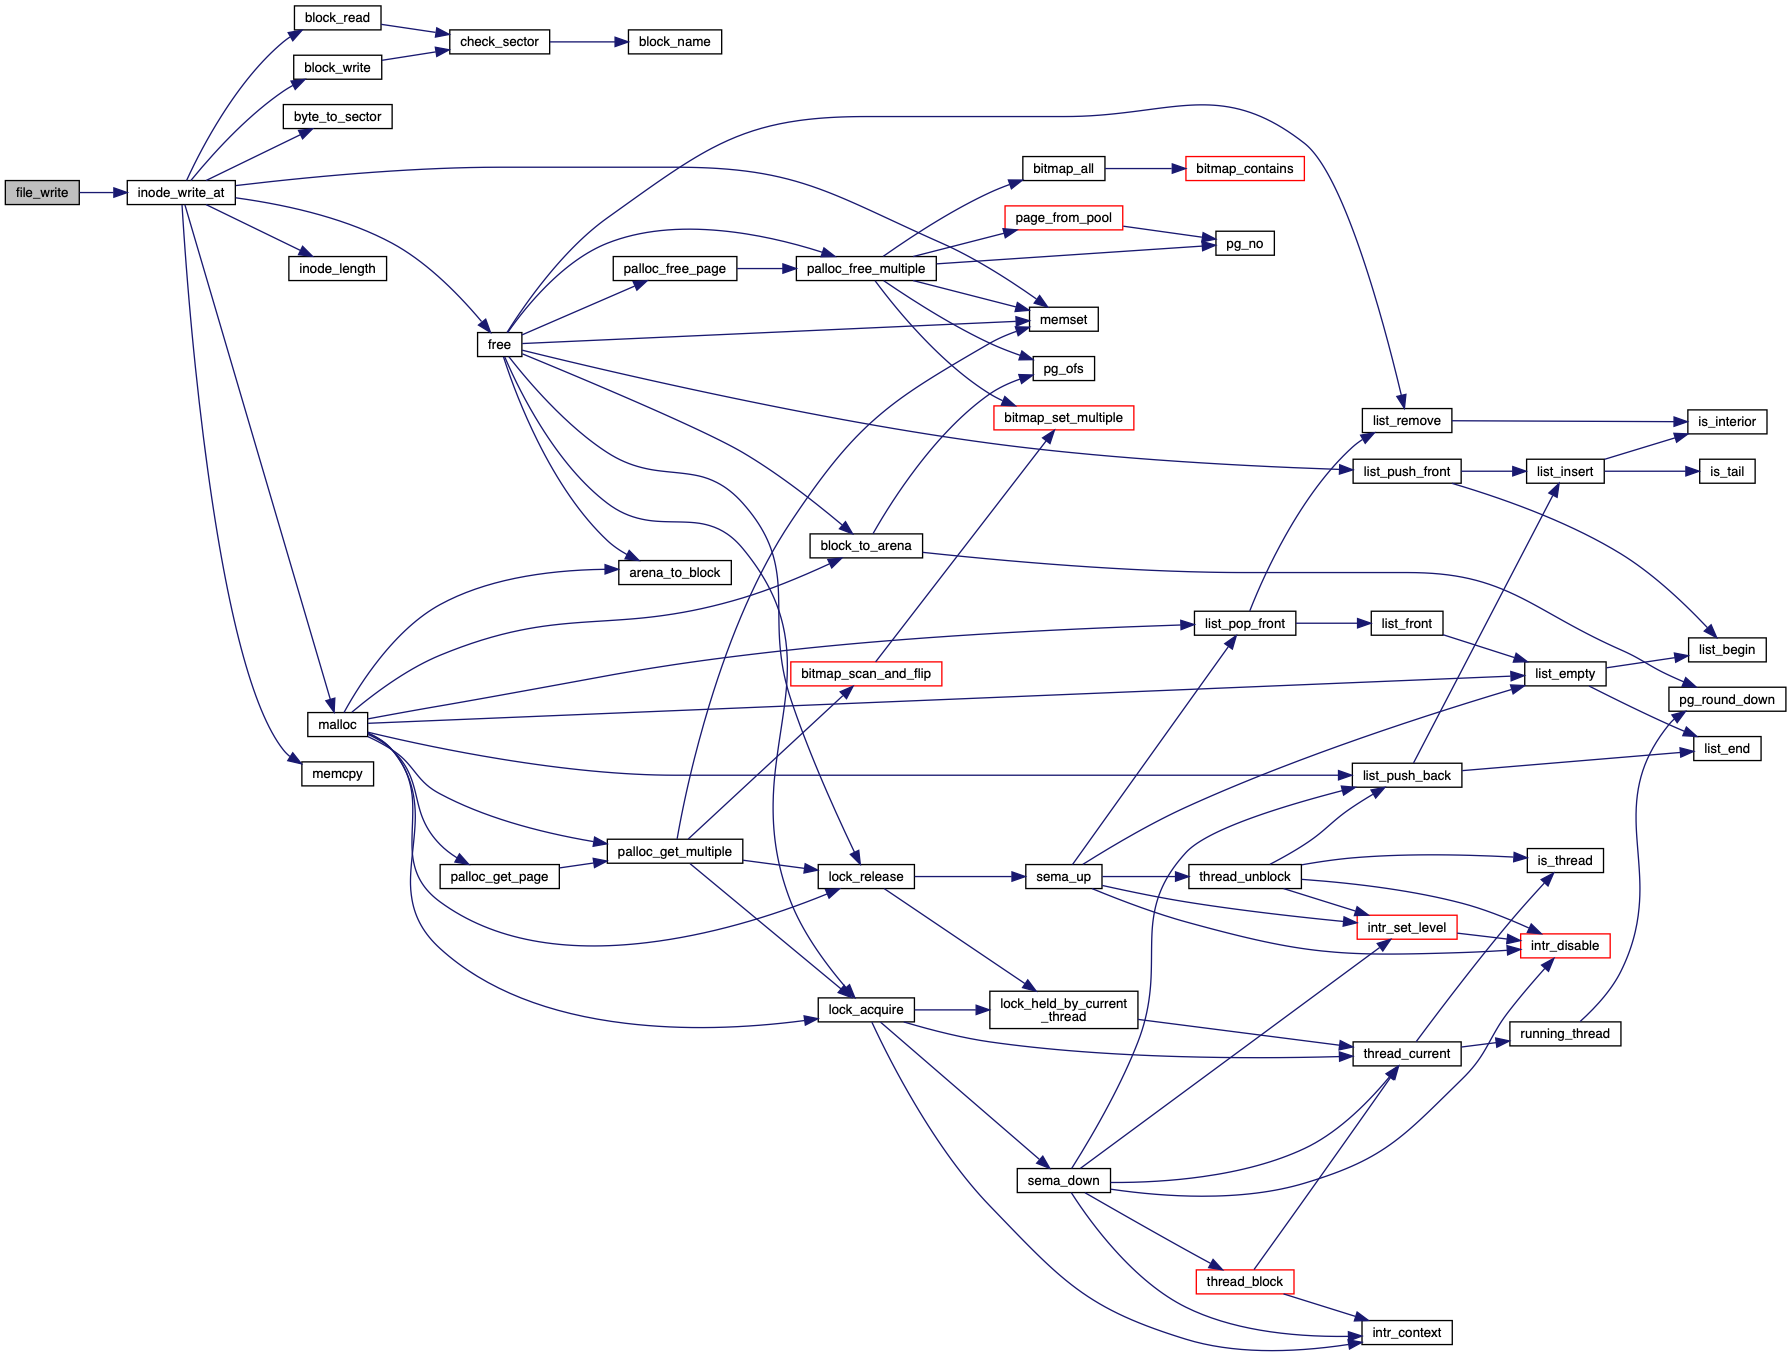 block_read
check_sector
block_name
block_write
byte_to_sector
bitmap_all
bitmap_contains
file_write
inode_write_at
page_from_pool
pg_no
inode_length
palloc_free_page
palloc_free_multiple
memset
free
pg_ofs
bitmap_set_multiple
list_remove
is_interior
list_push_front
list_insert
is_tail
block_to_arena
arena_to_block
list_pop_front
list_front
list_begin
bitmap_scan_and_flip
list_empty
pg_round_down
malloc
list_end
memcpy
list_push_back
palloc_get_multiple
is_thread
palloc_get_page
lock_release
sema_up
thread_unblock
intr_set_level
intr_disable
lock_acquire
lock_held_by_current
_thread
running_thread
thread_current
sema_down
thread_block
intr_context